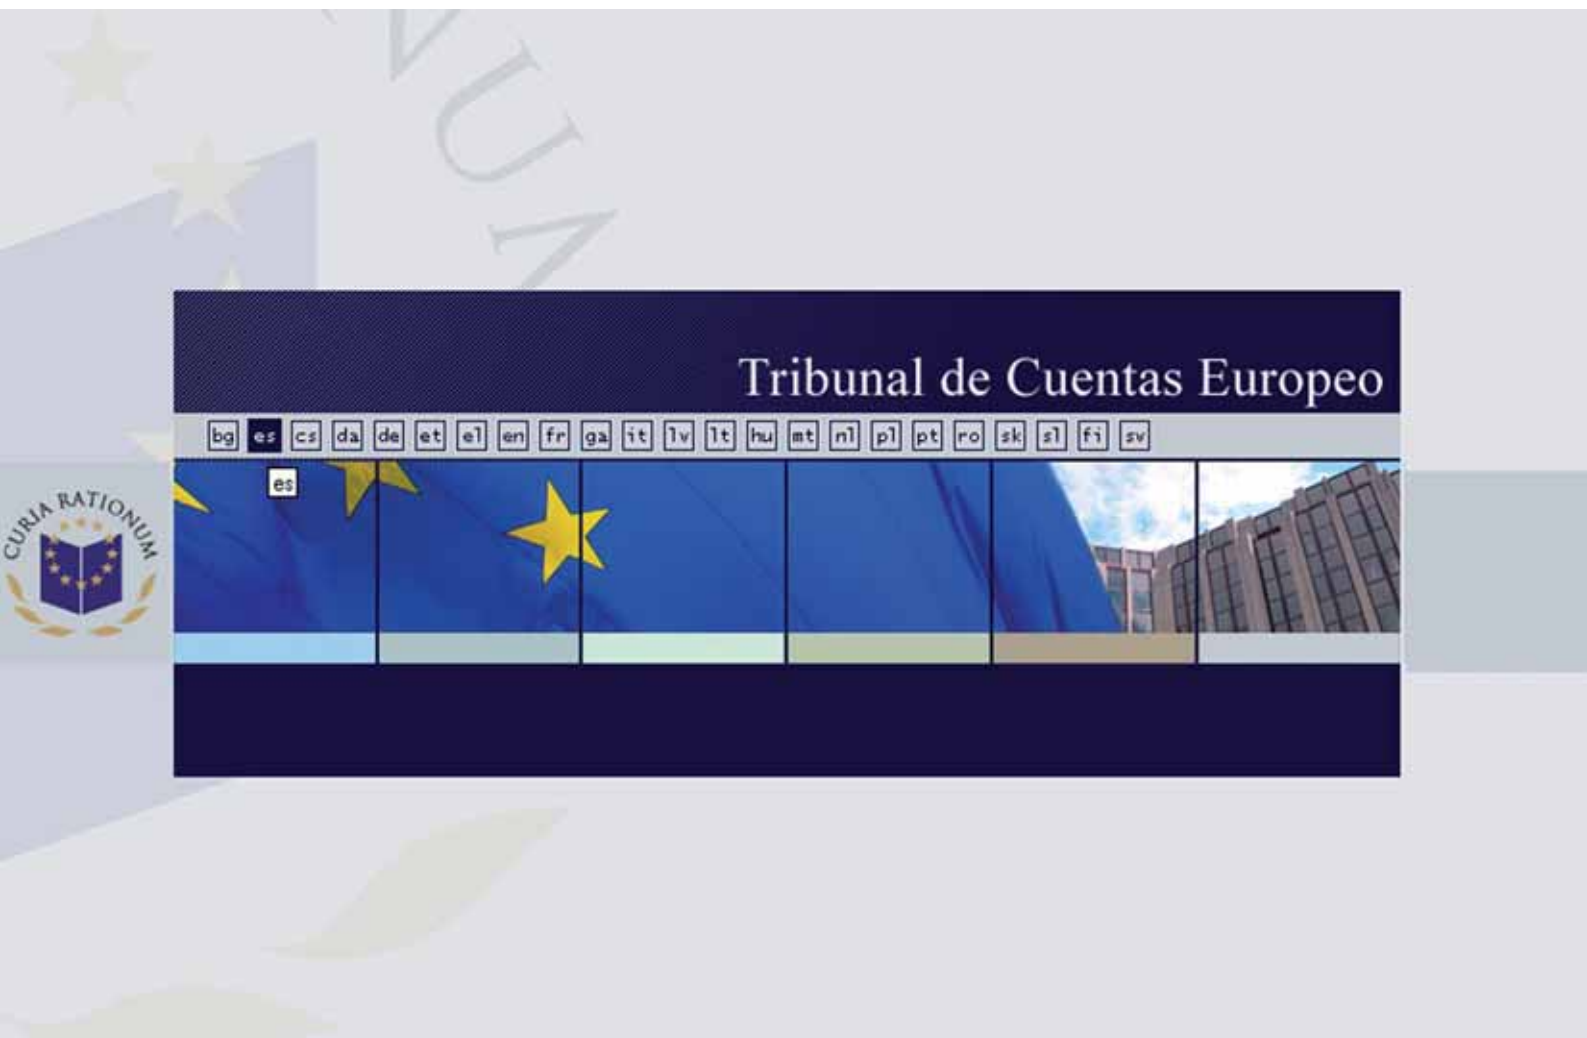 NUM
Tribunal de Cuentas Europeo
bg es cs da de et el en fr ga it lv lt hu mt nl pl pt ro sk sl fi sv
es
CURIA RATIONUM